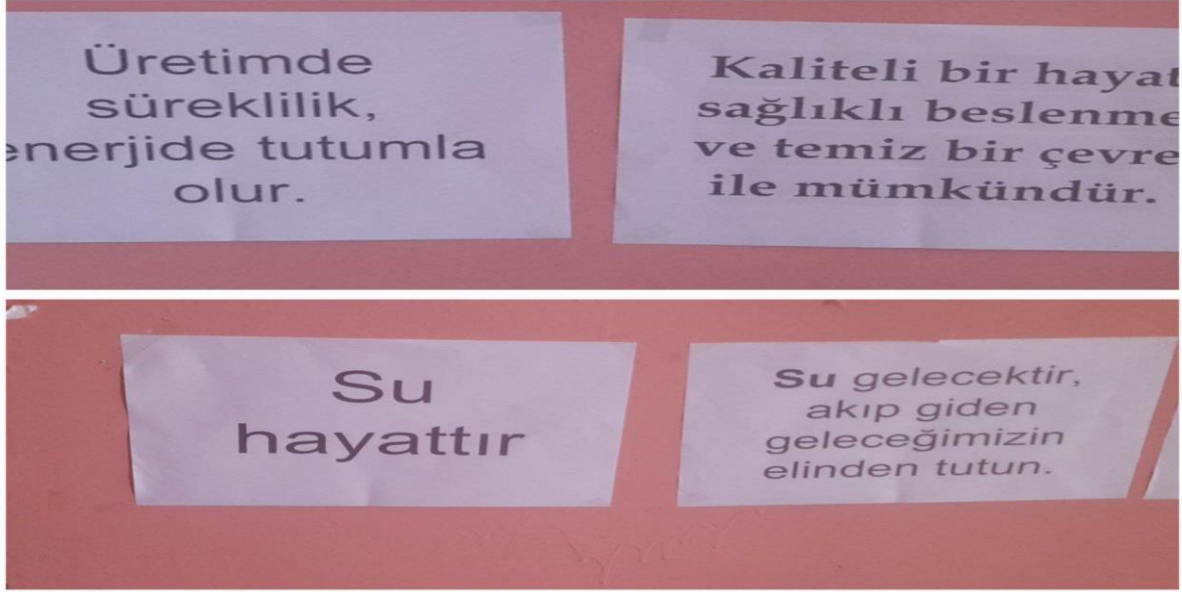 Üretimde
süreklilik,
enerjide tutumla
olur.
Kaliteli bir hayat
sağlıklı beslenme
ve temiz bir çevre
ile mümkündür.
Su
hayattır
Su gelecektir,
akıp giden
geleceğimizin
elinden tutun.